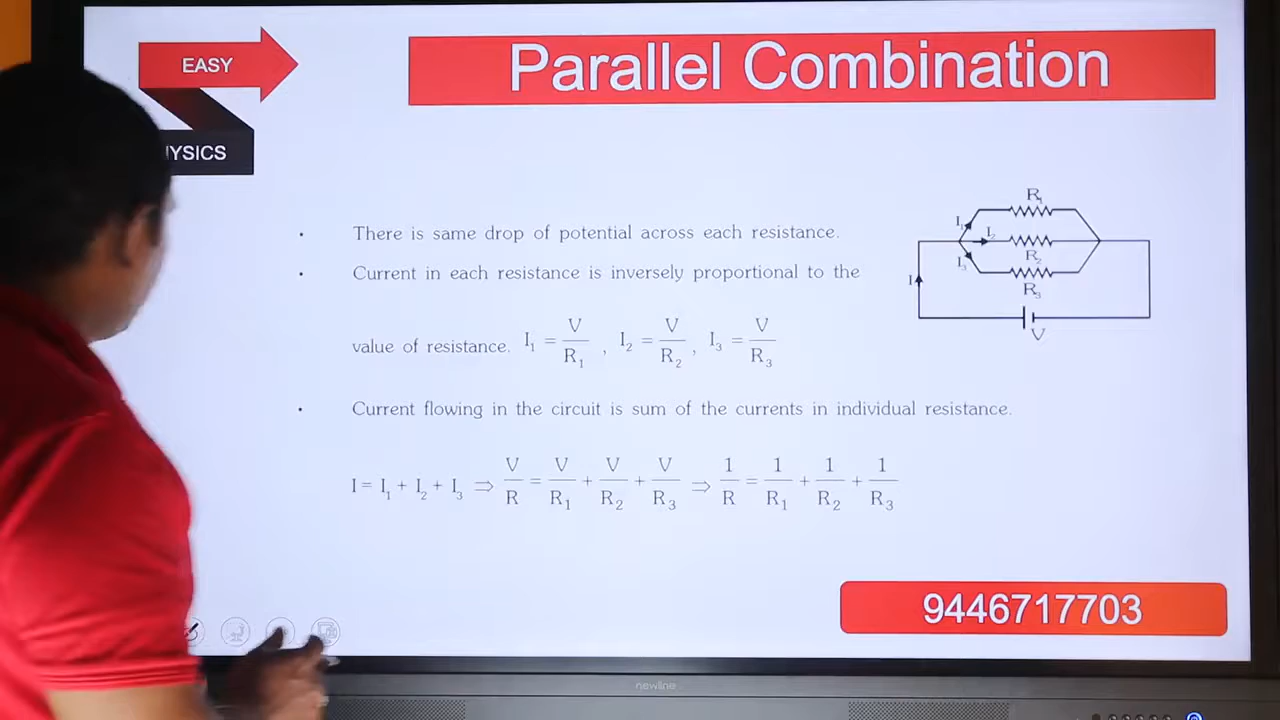 EASY
Parallel Combination
YSICS
R1
I1
I2
R2
I3
I
R3
V
• There is same drop of potential across each resistance.
• Current in each resistance is inversely proportional to the
value of resistance. I₁ = V/R₁ , I₂ = V/R₂ , I₃ = V/R₃
• Current flowing in the circuit is sum of the currents in individual resistance.
I = I₁ + I₂ + I₃ ⇒ V/R = V/R₁ + V/R₂ + V/R₃ ⇒ 1/R = 1/R₁ + 1/R₂ + 1/R₃
9446717703
newline